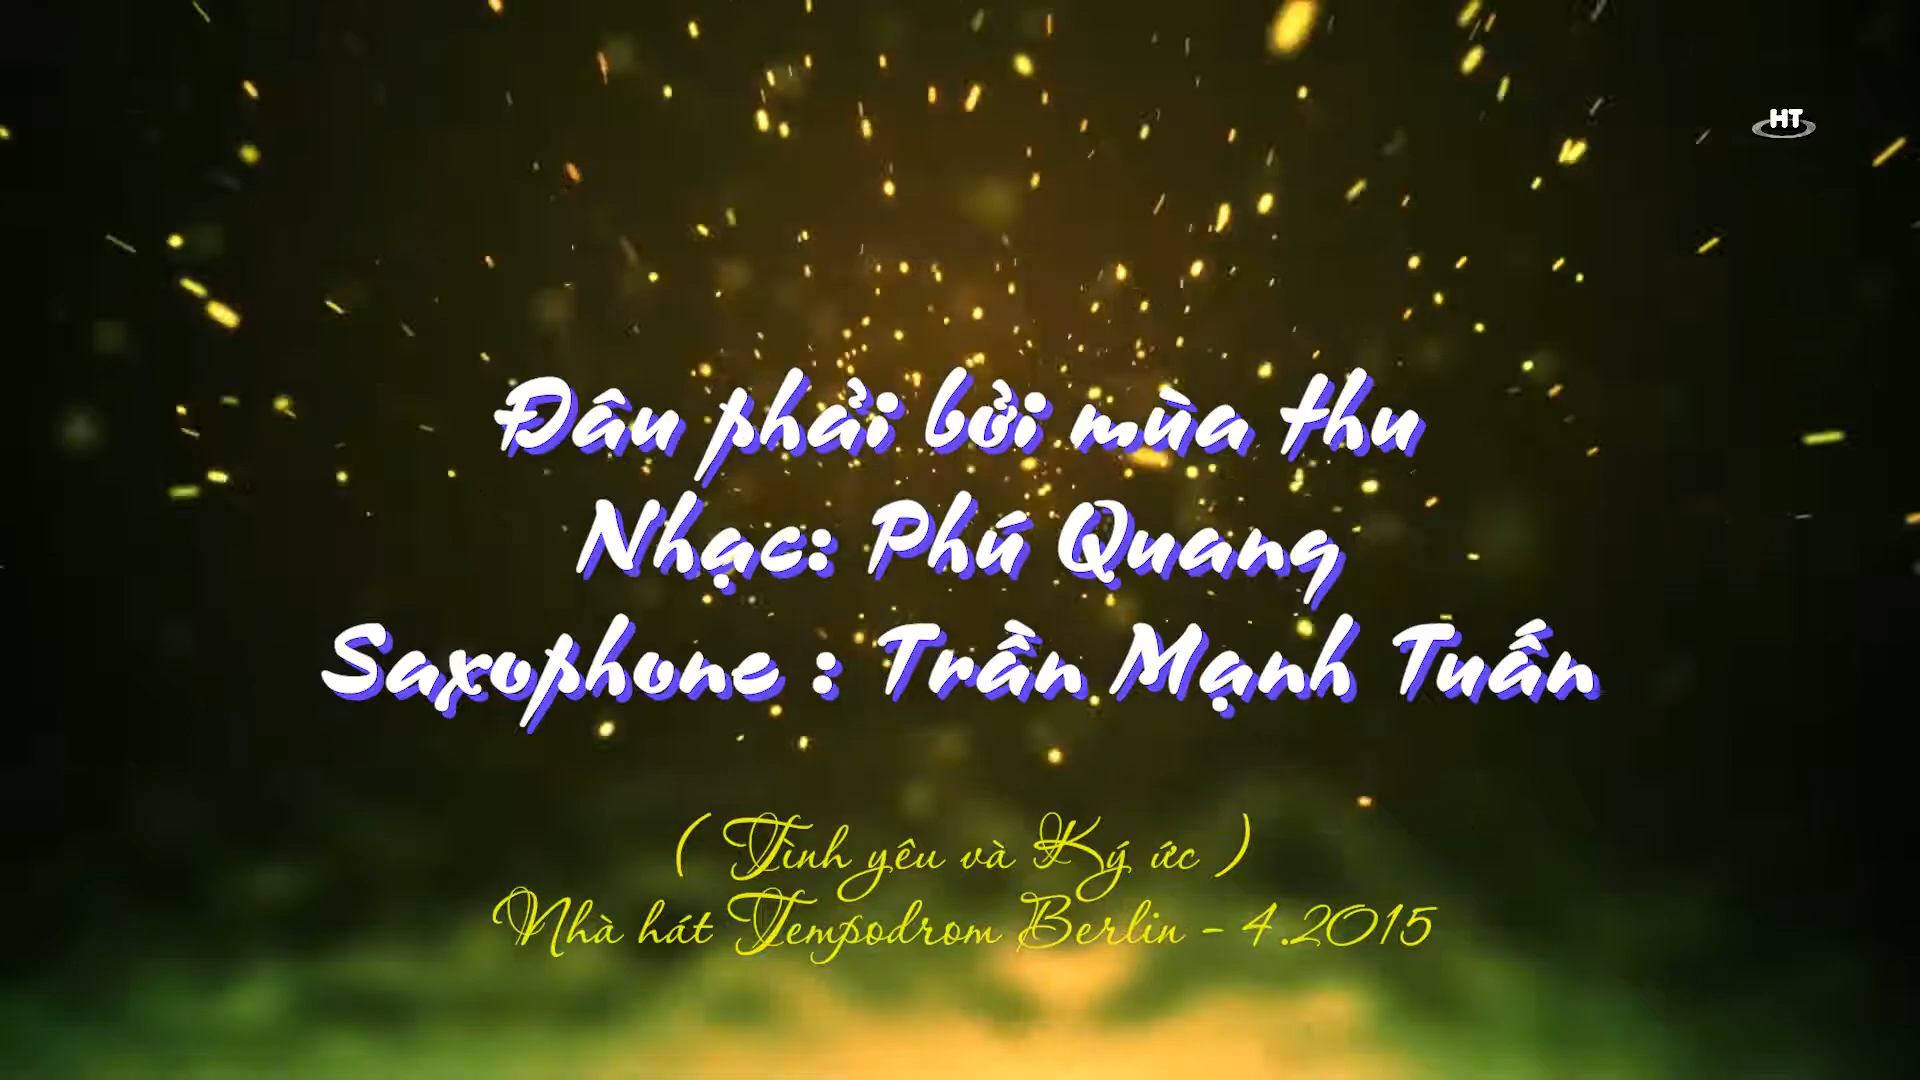 HT
Đâu phải bởi mùa thu
Nhạc: Phú Quang
Saxophone : Trần Mạnh Tuấn
( Tình yêu và Ký ức )
Nhà hát Tempodrom Berlin - 4.2015